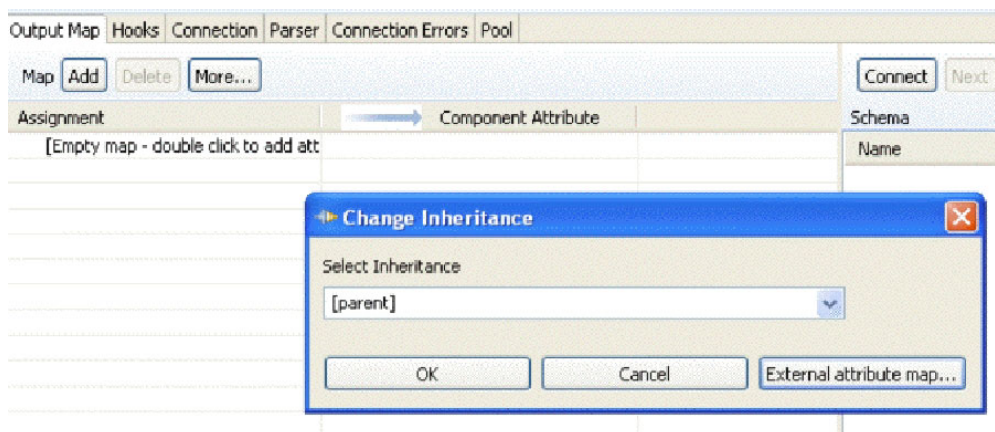 Output Map Hooks Connection Parser Connection Errors Pool
Map Add Delete More... Connect Next
Assignment Component Attribute Schema
[Empty map - double click to add att Name
Change Inheritance
Select Inheritance
[parent]
OK Cancel External attribute map...